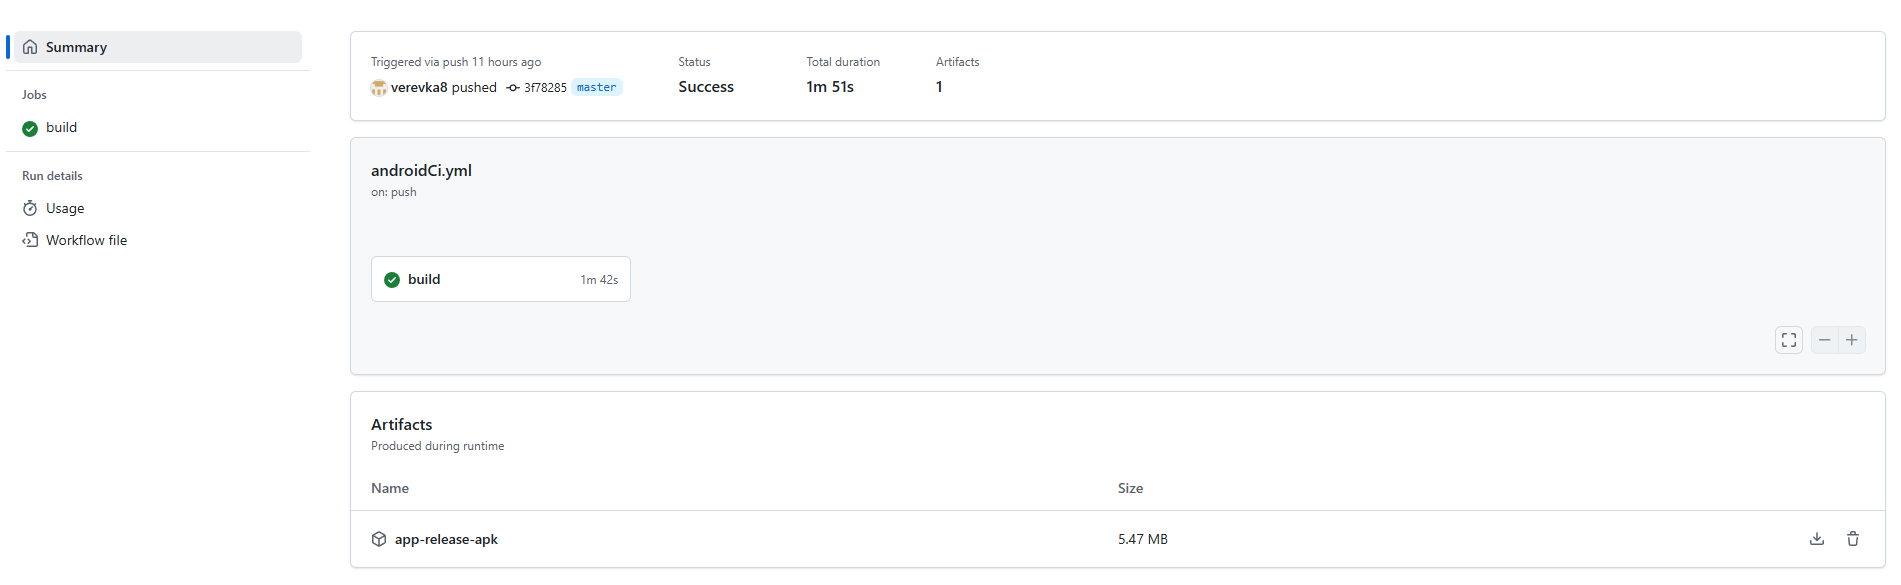 Summary
Jobs
build
Run details
Usage
Workflow file
Triggered via push 11 hours ago
verevka8 pushed 3f78285 master
Status
Success
Total duration
1m 51s
Artifacts
1
androidCi.yml
on: push
build 1m 42s
Artifacts
Produced during runtime
Name Size
app-release-apk 5.47 MB